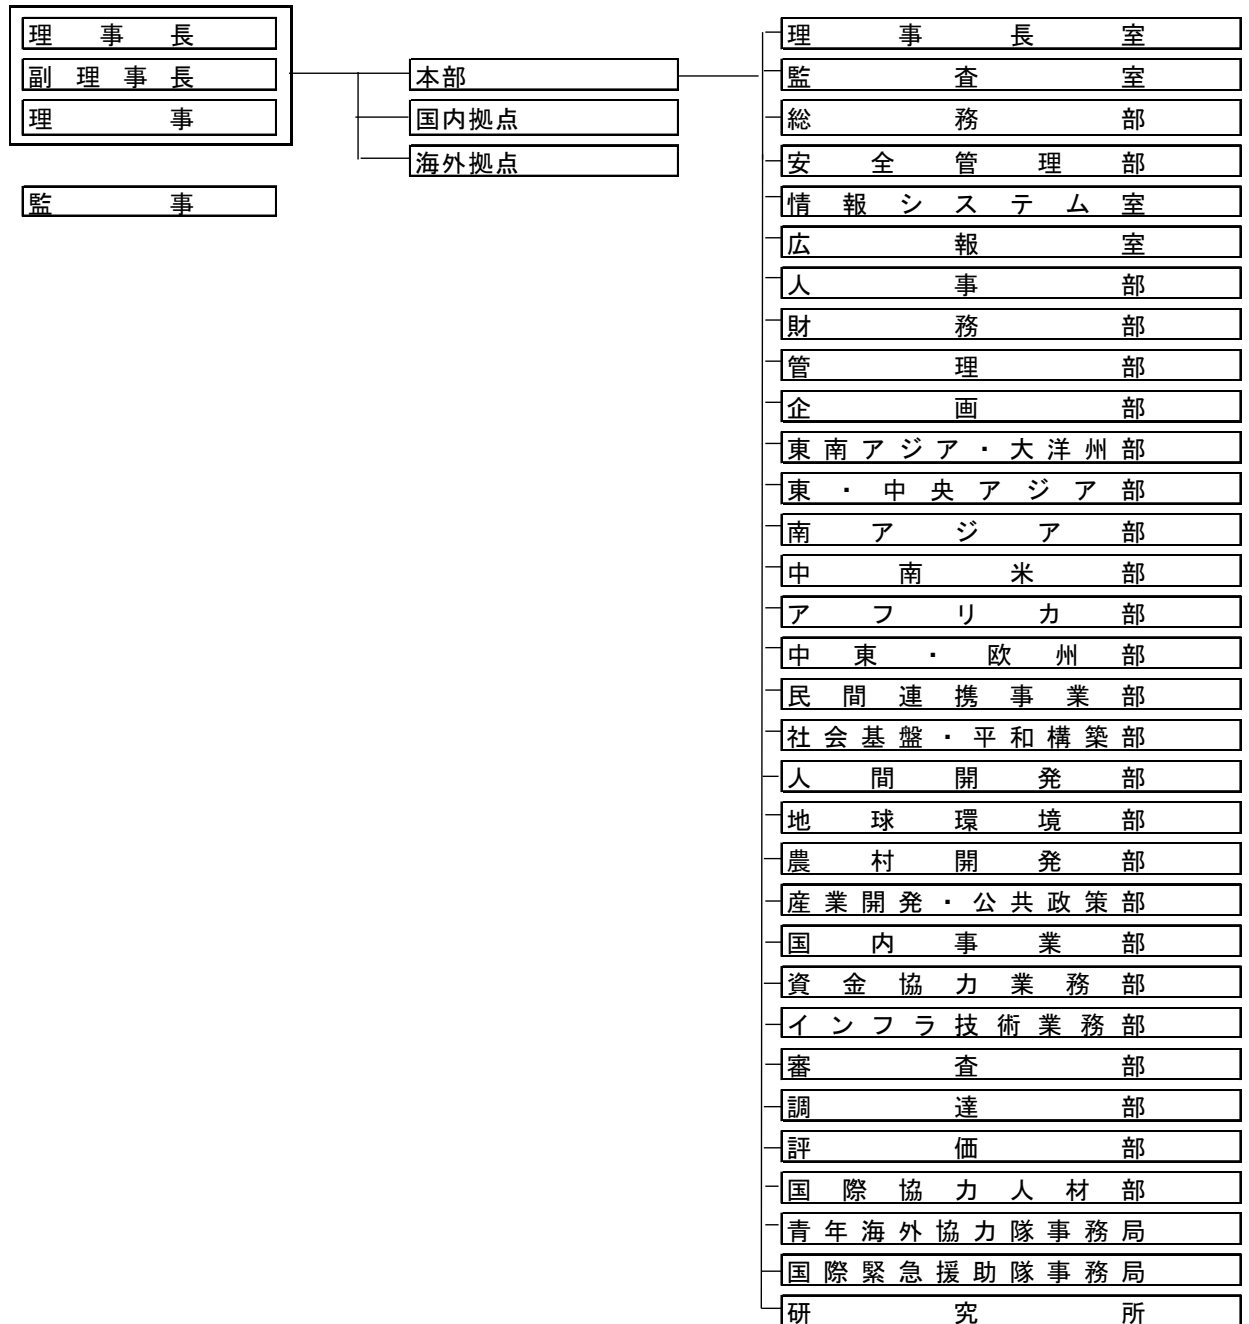 理事長
副理事長
理事
監事
本部
国内拠点
海外拠点
理事長室
監査室
総務部
安全管理部
情報システム室
広報室
人事部
財務部
管理部
企画部
東南アジア・大洋州部
東・中央アジア部
南アジア部
中南米部
アフリカ部
中東・欧州部
民間連携事業部
社会基盤・平和構築部
人間開発部
地球環境部
農村開発部
産業開発・公共政策部
国内事業部
資金協力業務部
インフラ技術業務部
審査部
調達部
評価部
国際協力人材部
青年海外協力隊事務局
国際緊急援助隊事務局
研究所